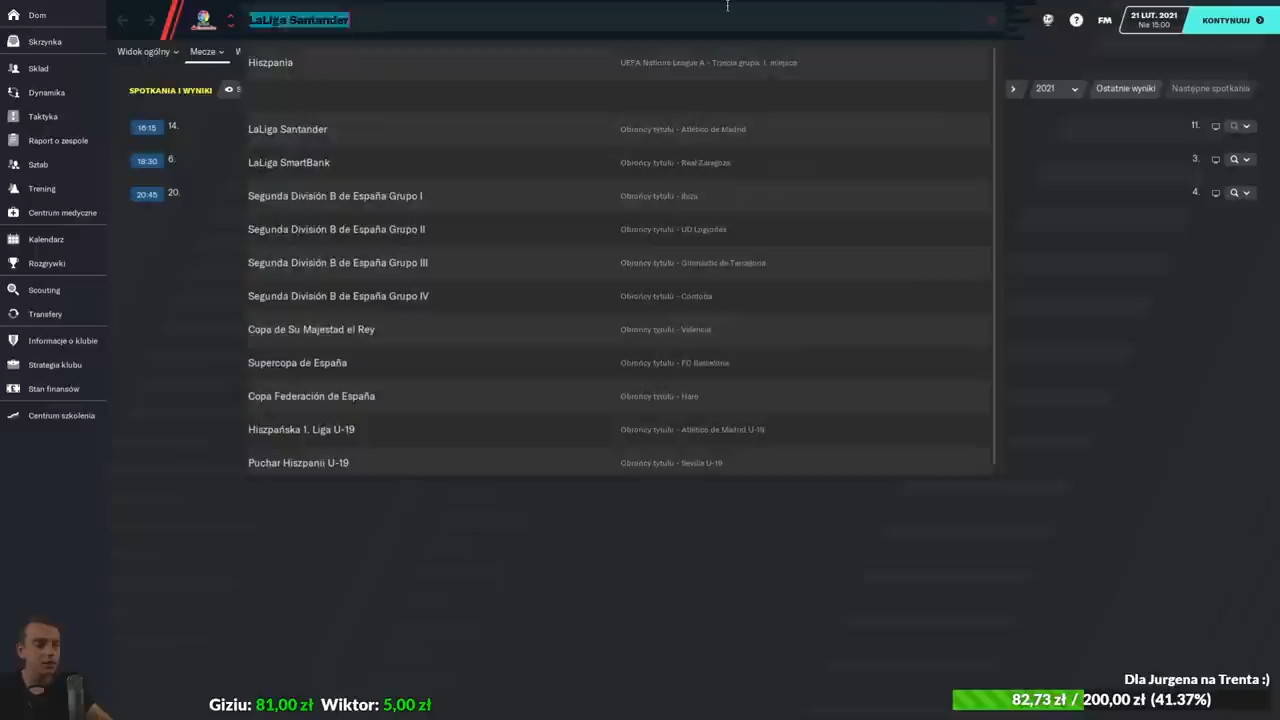 LaLiga Santander
FM
21 LUT. 2021
Nie 15:00
KONTYNUUJ
Skrzynka
Widok ogólny
Mecze
W
Hiszpania
UEFA Nations League A - Trzecia grupa 1. miejsce
Skład
SPOTKANIA I WYNIKI
S
2021
Ostatnie wyniki
Następne spotkania
Dynamika
Taktyka
16:15
14.
LaLiga Santander
Obrońcy tytułu - Atlético de Madrid
11.
Raport o zespole
Sztab
18:30
6.
LaLiga SmartBank
Obrońcy tytułu - Real Zaragoza
3.
Trening
20:45
20.
Segunda División B de España Grupo I
Obrońcy tytułu - Ibiza
4.
Centrum medyczne
Segunda División B de España Grupo II
Obrońcy tytułu - UD Logroñés
Kalendarz
Rozgrywki
Segunda División B de España Grupo III
Obrońcy tytułu - Gimnàstic de Tarragona
Scouting
Segunda División B de España Grupo IV
Obrońcy tytułu - Córdoba
Transfery
Copa de Su Majestad el Rey
Obrońcy tytułu - Valencia
Informacje o klubie
Strategia klubu
Supercopa de España
Obrońcy tytułu - FC Barcelona
Stan finansów
Copa Federación de España
Obrońcy tytułu - Haro
Centrum szkolenia
Hiszpańska 1. Liga U-19
Obrońcy tytułu - Atlético de Madrid U-19
Puchar Hiszpanii U-19
Obrońcy tytułu - Sevilla U-19
Dom
Dla Jurgena na Trenta :)
Giziu: 81,00 zł Wiktor: 5,00 zł
82,73 zł / 200,00 zł (41.37%)